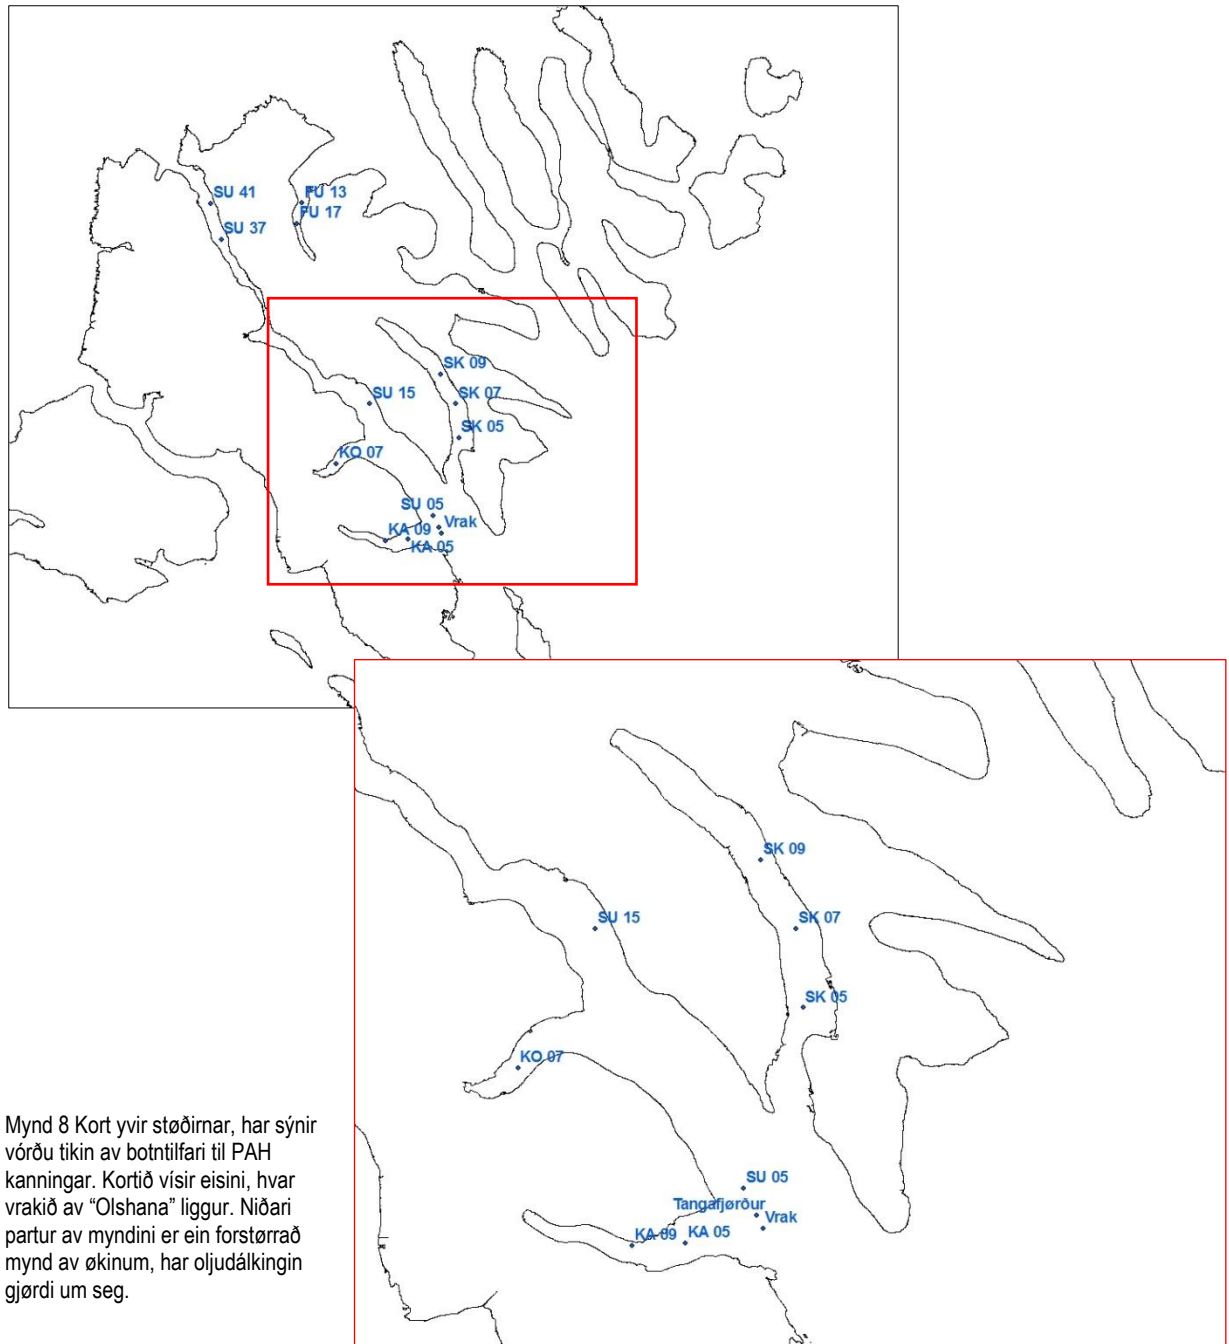 SU 41
FU 13
FU 17
SU 37
SK 09
SU 15
SK 07
SK 05
KO 07
SU 05
Vrak
KA 09
KA 05
SK 09
SU 15
SK 07
SK 05
KO 07
SU 05
Tangafjørður
Vrak
KA 09
KA 05
Mynd 8 Kort yvir støðirnar, har sýnir
vórðu tikin av botntilfari til PAH
kanningar. Kortið vísir eisini, hvar
vrakið av “Olshana” liggur. Niðari
partur av myndini er ein forstørrað
mynd av økinum, har oljudálkingin
gjørdi um seg.